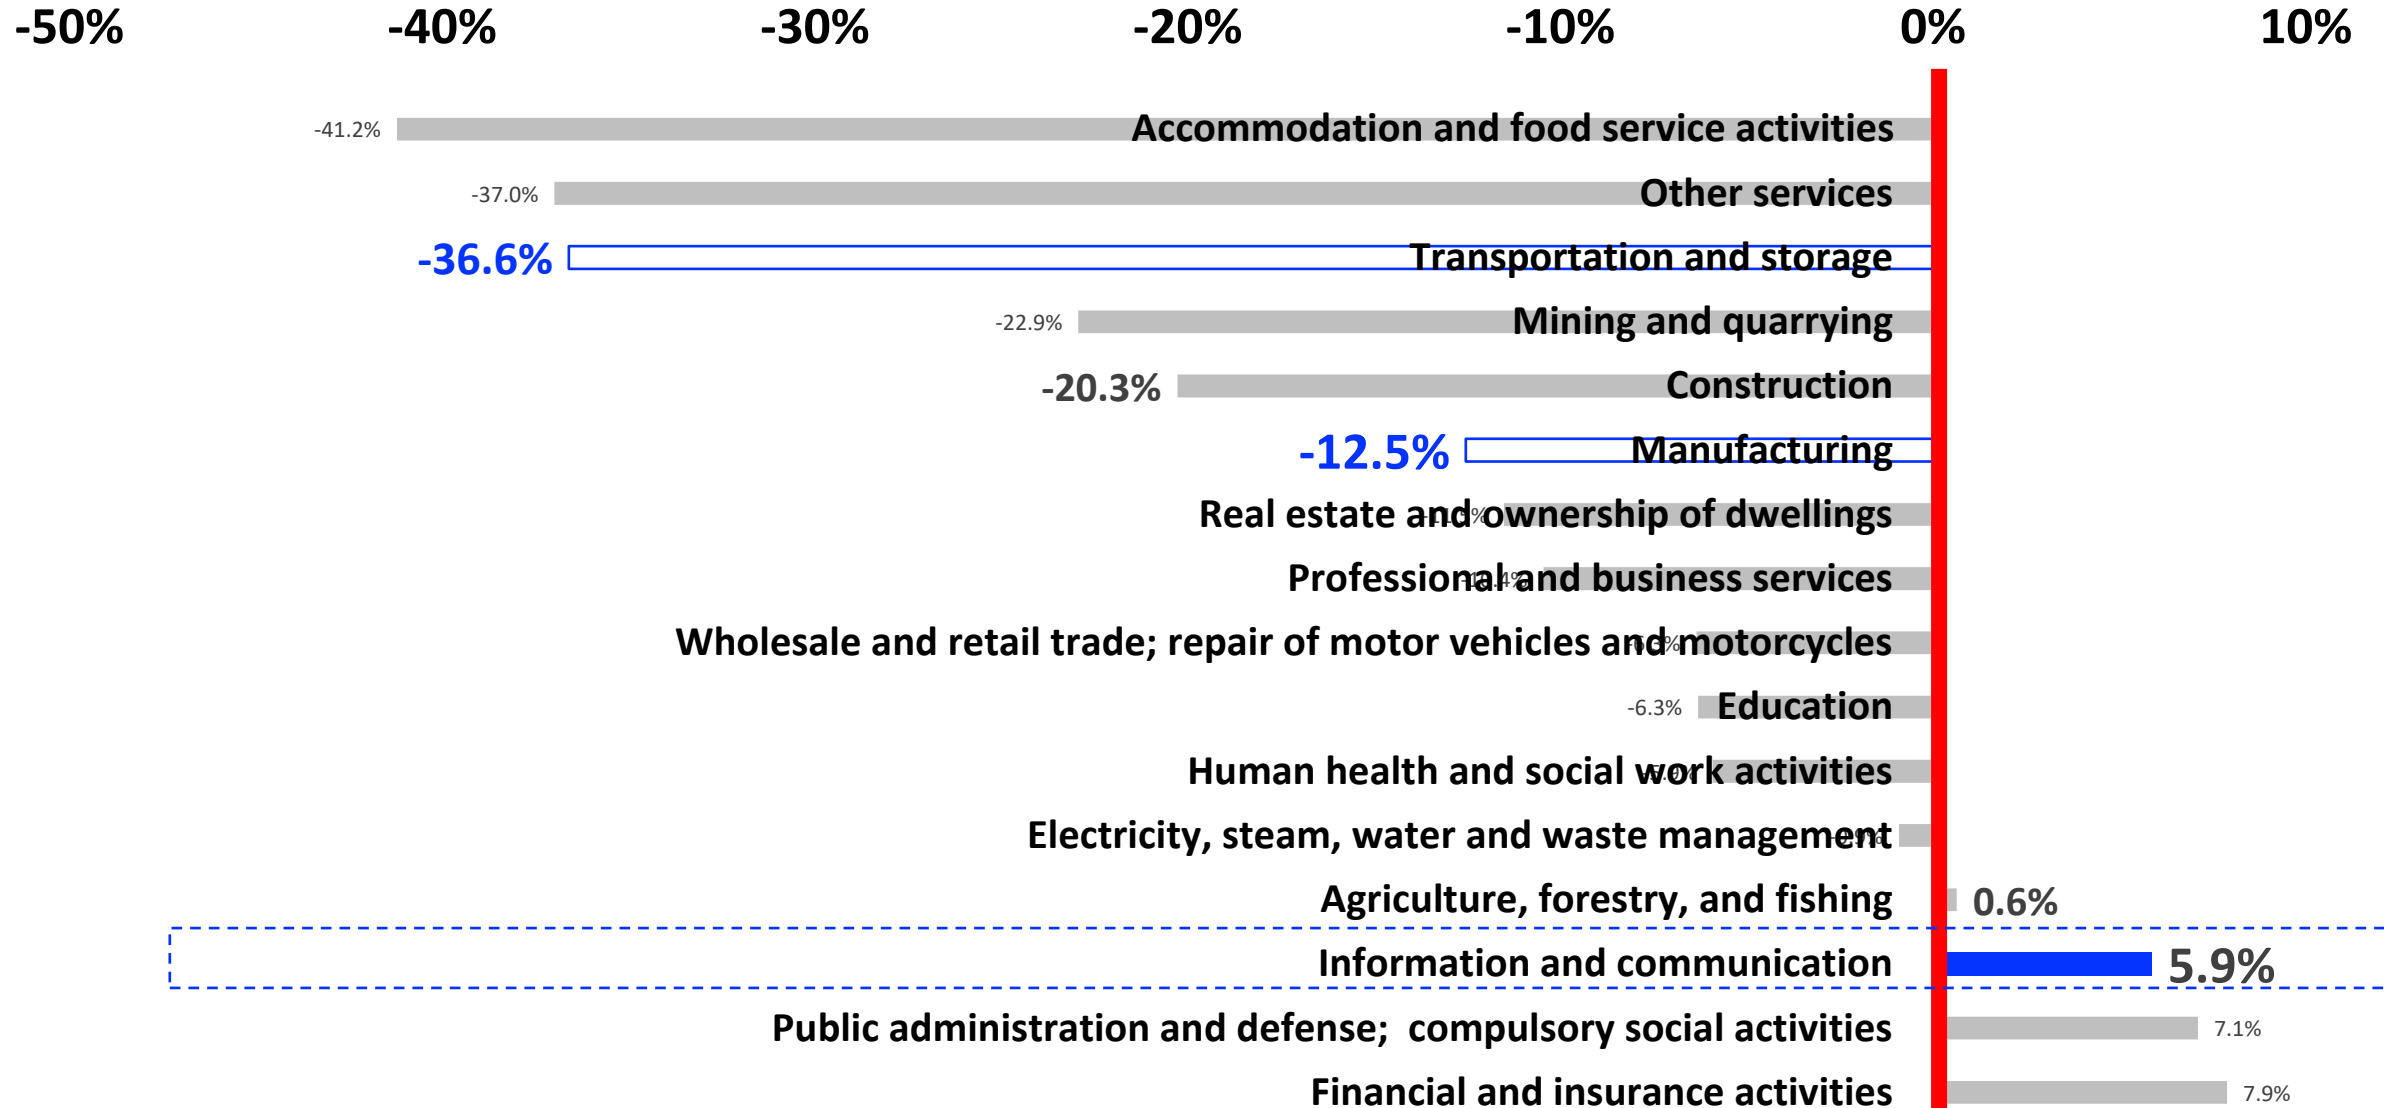 -50% -40% -30% -20% -10% 0% 10%
-41.2% Accommodation and food service activities
-37.0% Other services
-36.6% Transportation and storage
-22.9% Mining and quarrying
-20.3% Construction
-12.5% Manufacturing
Real estate and ownership of dwellings
Professional and business services
Wholesale and retail trade; repair of motor vehicles and motorcycles
-6.3% Education
Human health and social work activities
Electricity, steam, water and waste management
Agriculture, forestry, and fishing 0.6%
Information and communication 5.9%
Public administration and defense; compulsory social activities 7.1%
Financial and insurance activities 7.9%